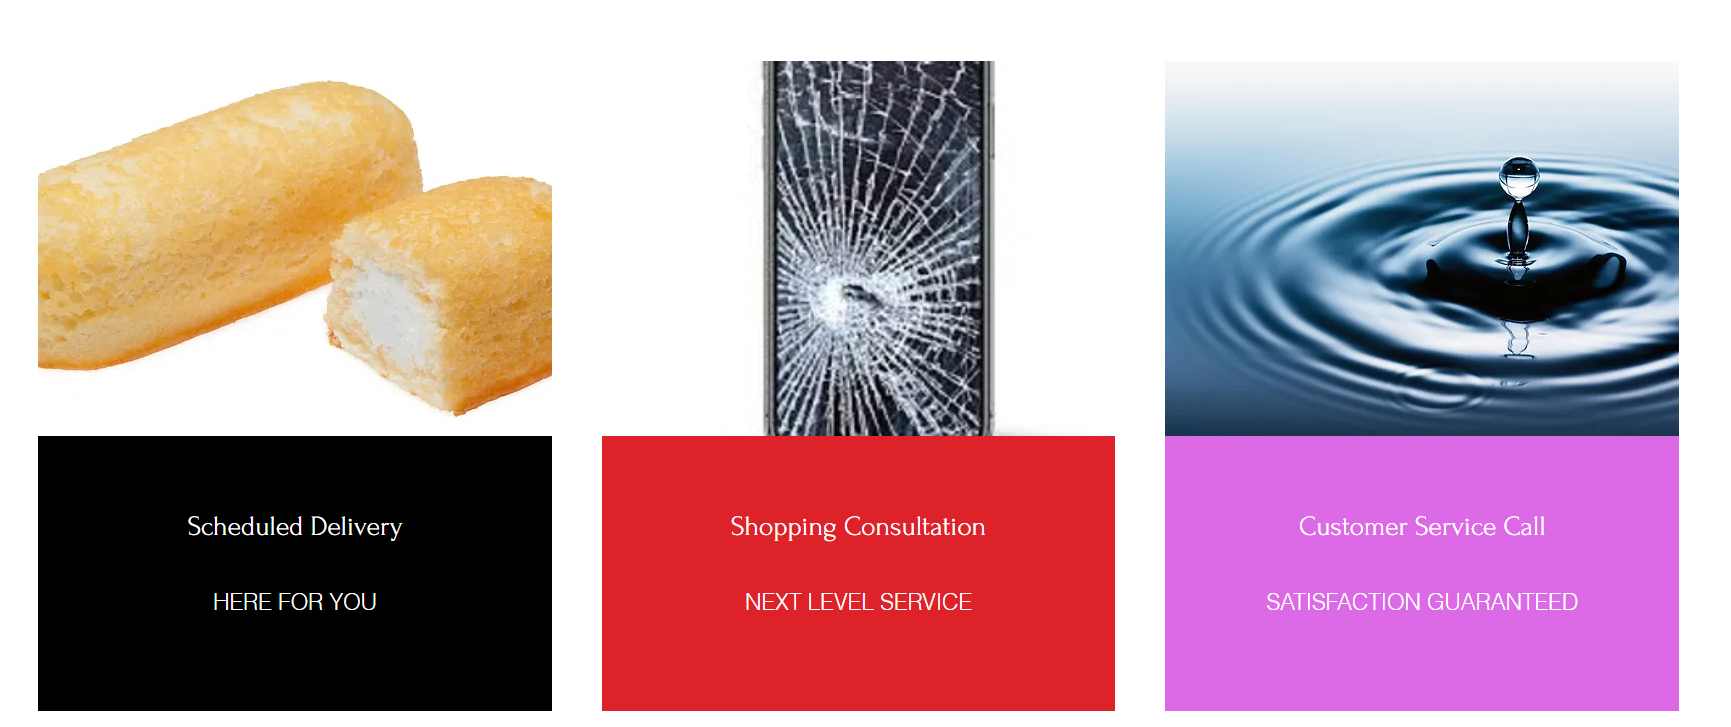 Scheduled Delivery
HERE FOR YOU
Shopping Consultation
NEXT LEVEL SERVICE
Customer Service Call
SATISFACTION GUARANTEED